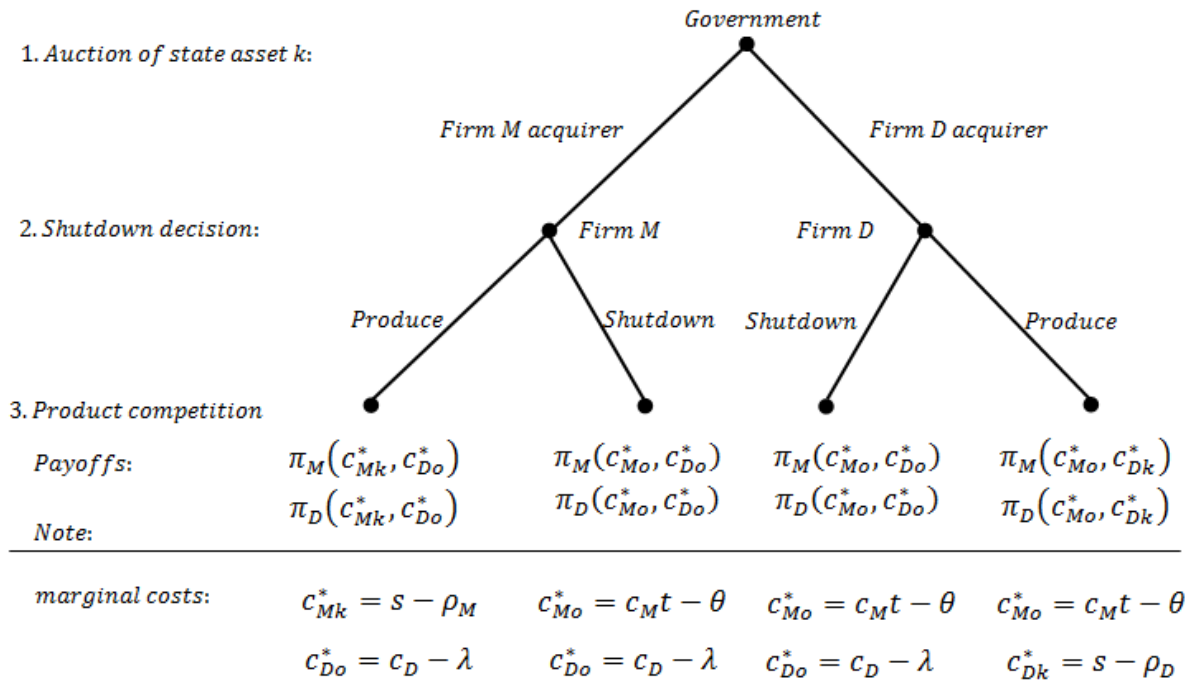 Government
1. Auction of state asset k:
Firm M acquirer Firm D acquirer
2. Shutdown decision: Firm M Firm D
Produce Shutdown Shutdown Produce
3. Product competition
Payoffs: π_M(c*_Mk, c*_Do) π_M(c*_Mo, c*_Do) π_M(c*_Mo, c*_Do) π_M(c*_Mo, c*_Dk)
π_D(c*_Mk, c*_Do) π_D(c*_Mo, c*_Do) π_D(c*_Mo, c*_Do) π_D(c*_Mo, c*_Dk)
Note:
marginal costs: c*_Mk = s − ρ_M c*_Mo = c_M t − θ c*_Mo = c_M t − θ c*_Mo = c_M t − θ
c*_Do = c_D − λ c*_Do = c_D − λ c*_Do = c_D − λ c*_Dk = s − ρ_D